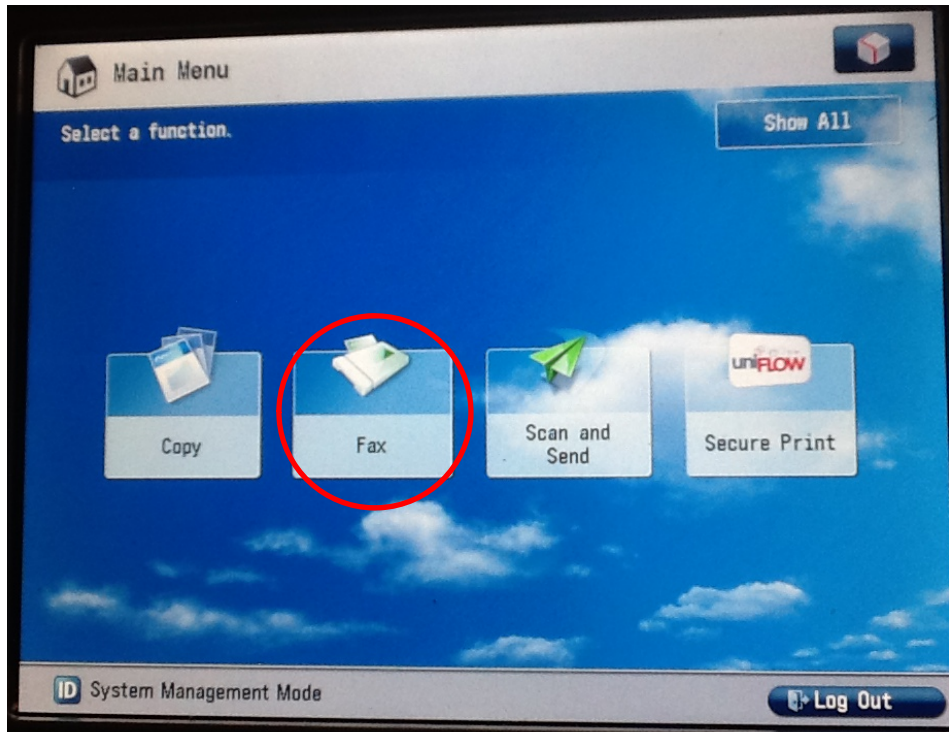 Main Menu
Select a function.
Show All
Copy
Fax
Scan and
Send
uniFLOW
Secure Print
ID System Management Mode
Log Out